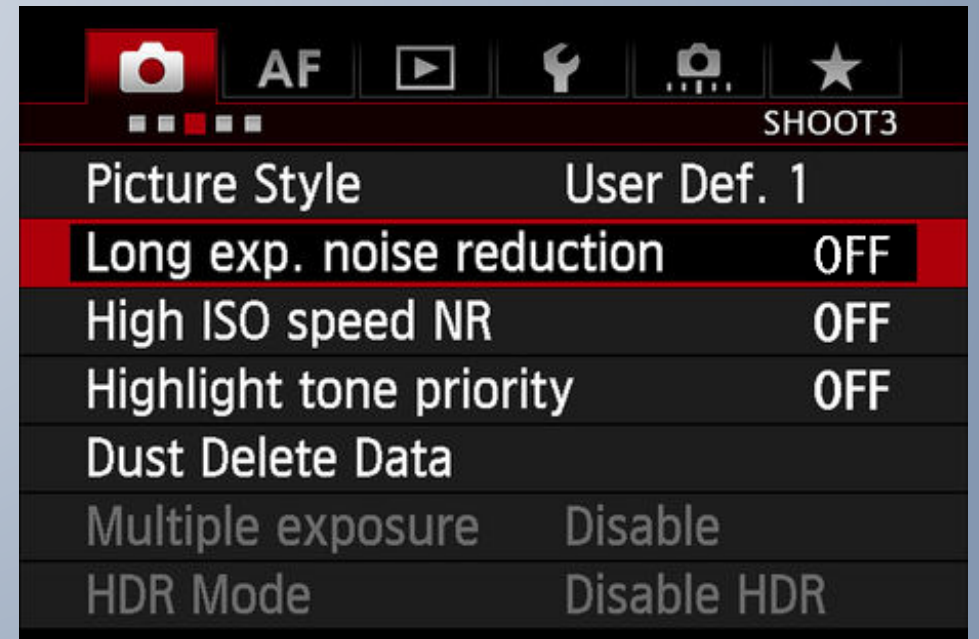 AF
SHOOT3
Picture Style User Def. 1
Long exp. noise reduction OFF
High ISO speed NR OFF
Highlight tone priority OFF
Dust Delete Data
Multiple exposure Disable
HDR Mode Disable HDR